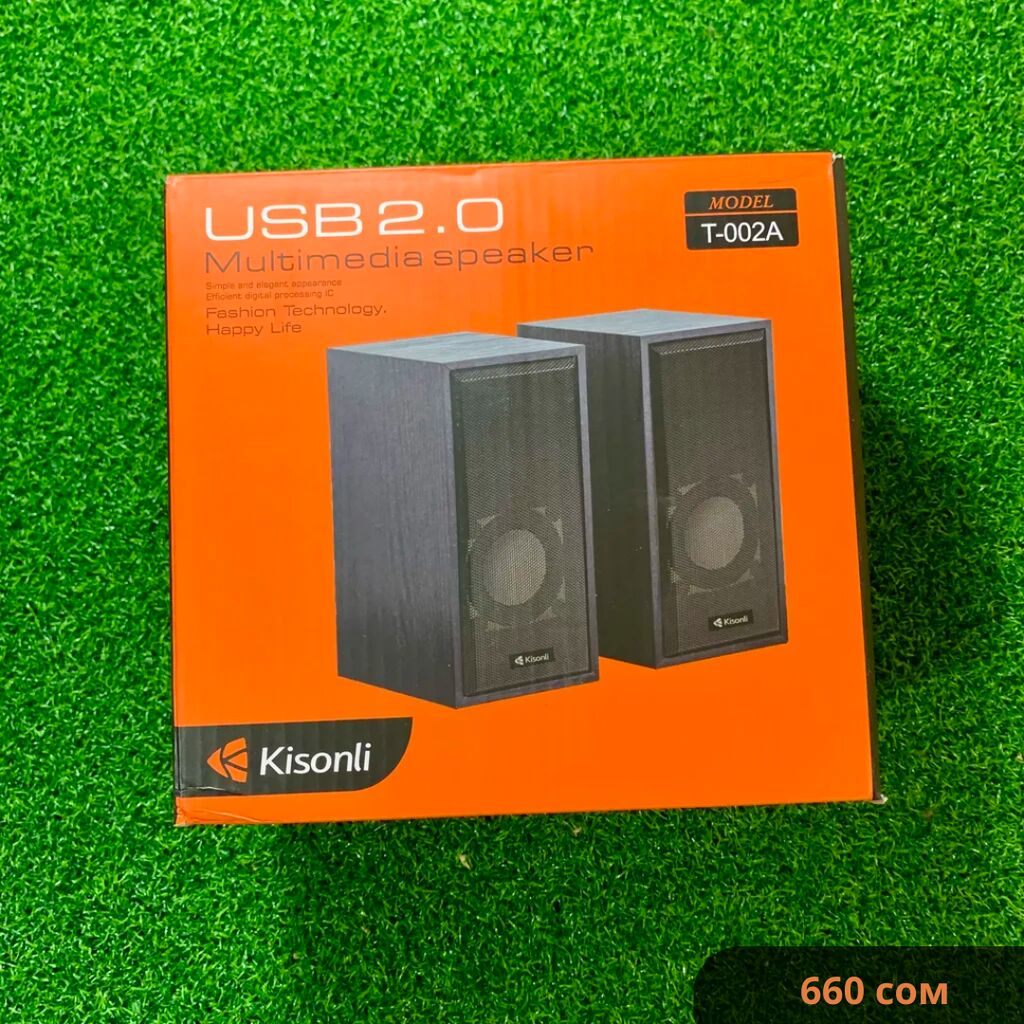 USB 2.0
Multimedia speaker
Simple and elegant appearance
Efficient digital processing IC
Fashion Technology.
Happy Life
MODEL
T-002A
Kisonli
Kisonli
Kisonli
660 сом